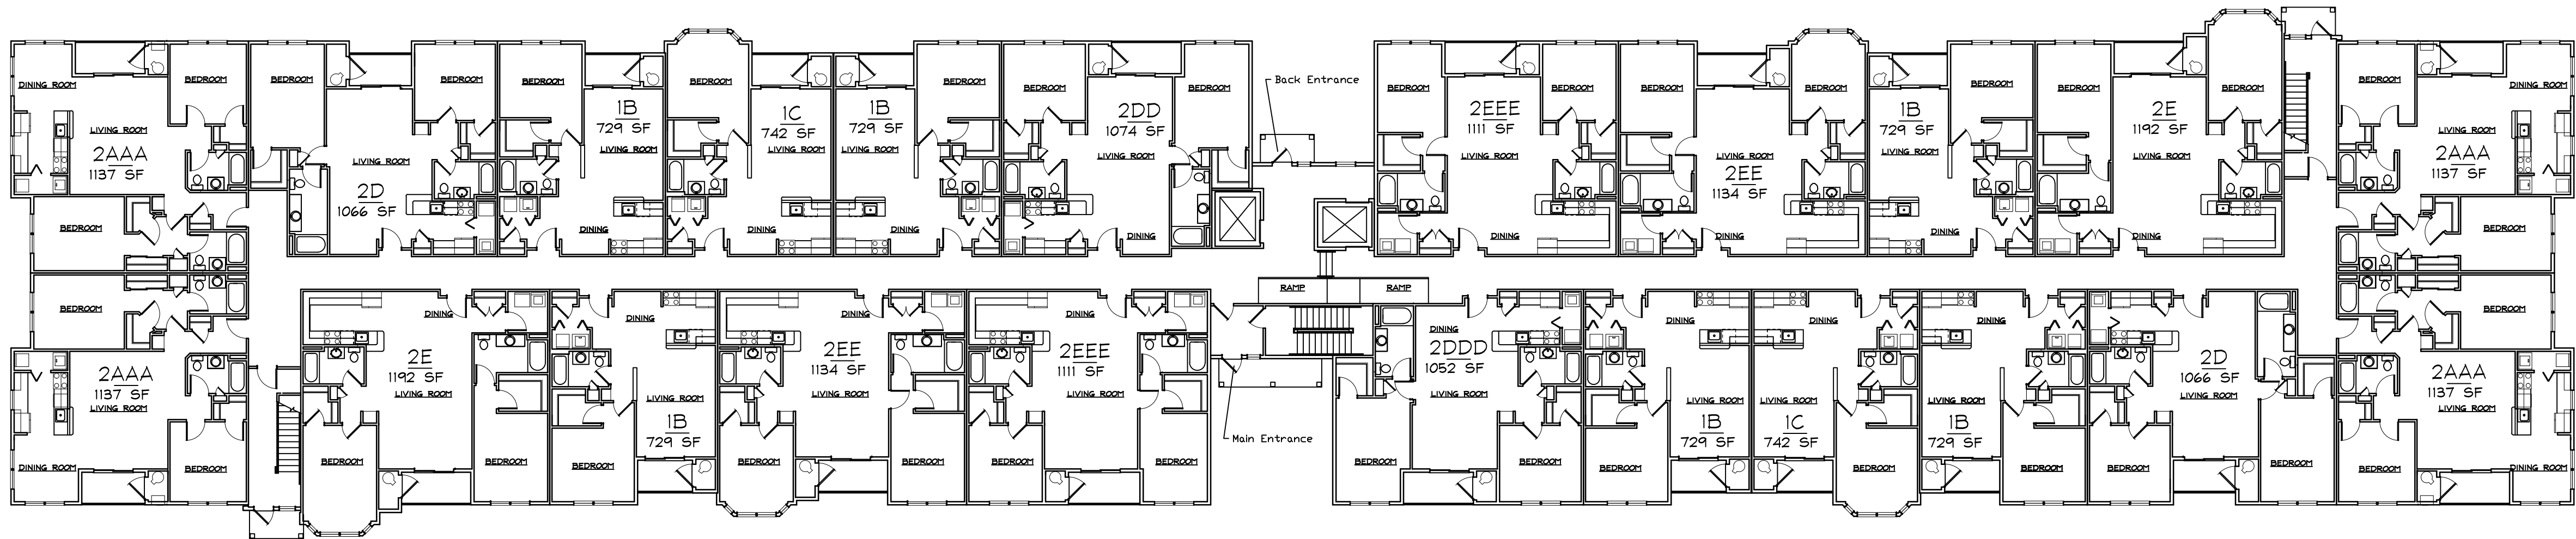 DINING ROOM
BEDROOM
LIVING ROOM
2AAA
1137 SF
BEDROOM
BEDROOM
BEDROOM
LIVING ROOM
2D
1066 SF
BEDROOM
1B
729 SF
LIVING ROOM
DINING
BEDROOM
1C
742 SF
LIVING ROOM
DINING
1B
729 SF
LIVING ROOM
DINING
BEDROOM
BEDROOM
2DD
1074 SF
LIVING ROOM
DINING
BEDROOM
Back Entrance
BEDROOM
2EEE
1111 SF
LIVING ROOM
DINING
BEDROOM
BEDROOM
LIVING ROOM
2EE
1134 SF
DINING
BEDROOM
1B
729 SF
LIVING ROOM
DINING
BEDROOM
BEDROOM
2E
1192 SF
LIVING ROOM
DINING
BEDROOM
BEDROOM
DINING ROOM
LIVING ROOM
2AAA
1137 SF
BEDROOM
BEDROOM
2AAA
1137 SF
LIVING ROOM
DINING ROOM
BEDROOM
DINING
2E
1192 SF
LIVING ROOM
BEDROOM
BEDROOM
DINING
LIVING ROOM
1B
729 SF
BEDROOM
DINING
2EE
1134 SF
LIVING ROOM
BEDROOM
BEDROOM
DINING
2EEE
1111 SF
LIVING ROOM
BEDROOM
BEDROOM
RAMP
RAMP
Main Entrance
DINING
2DDD
1052 SF
LIVING ROOM
BEDROOM
BEDROOM
DINING
LIVING ROOM
1B
729 SF
BEDROOM
DINING
LIVING ROOM
1C
742 SF
BEDROOM
DINING
LIVING ROOM
1B
729 SF
BEDROOM
2D
1066 SF
LIVING ROOM
BEDROOM
BEDROOM
BEDROOM
2AAA
1137 SF
LIVING ROOM
BEDROOM
DINING ROOM